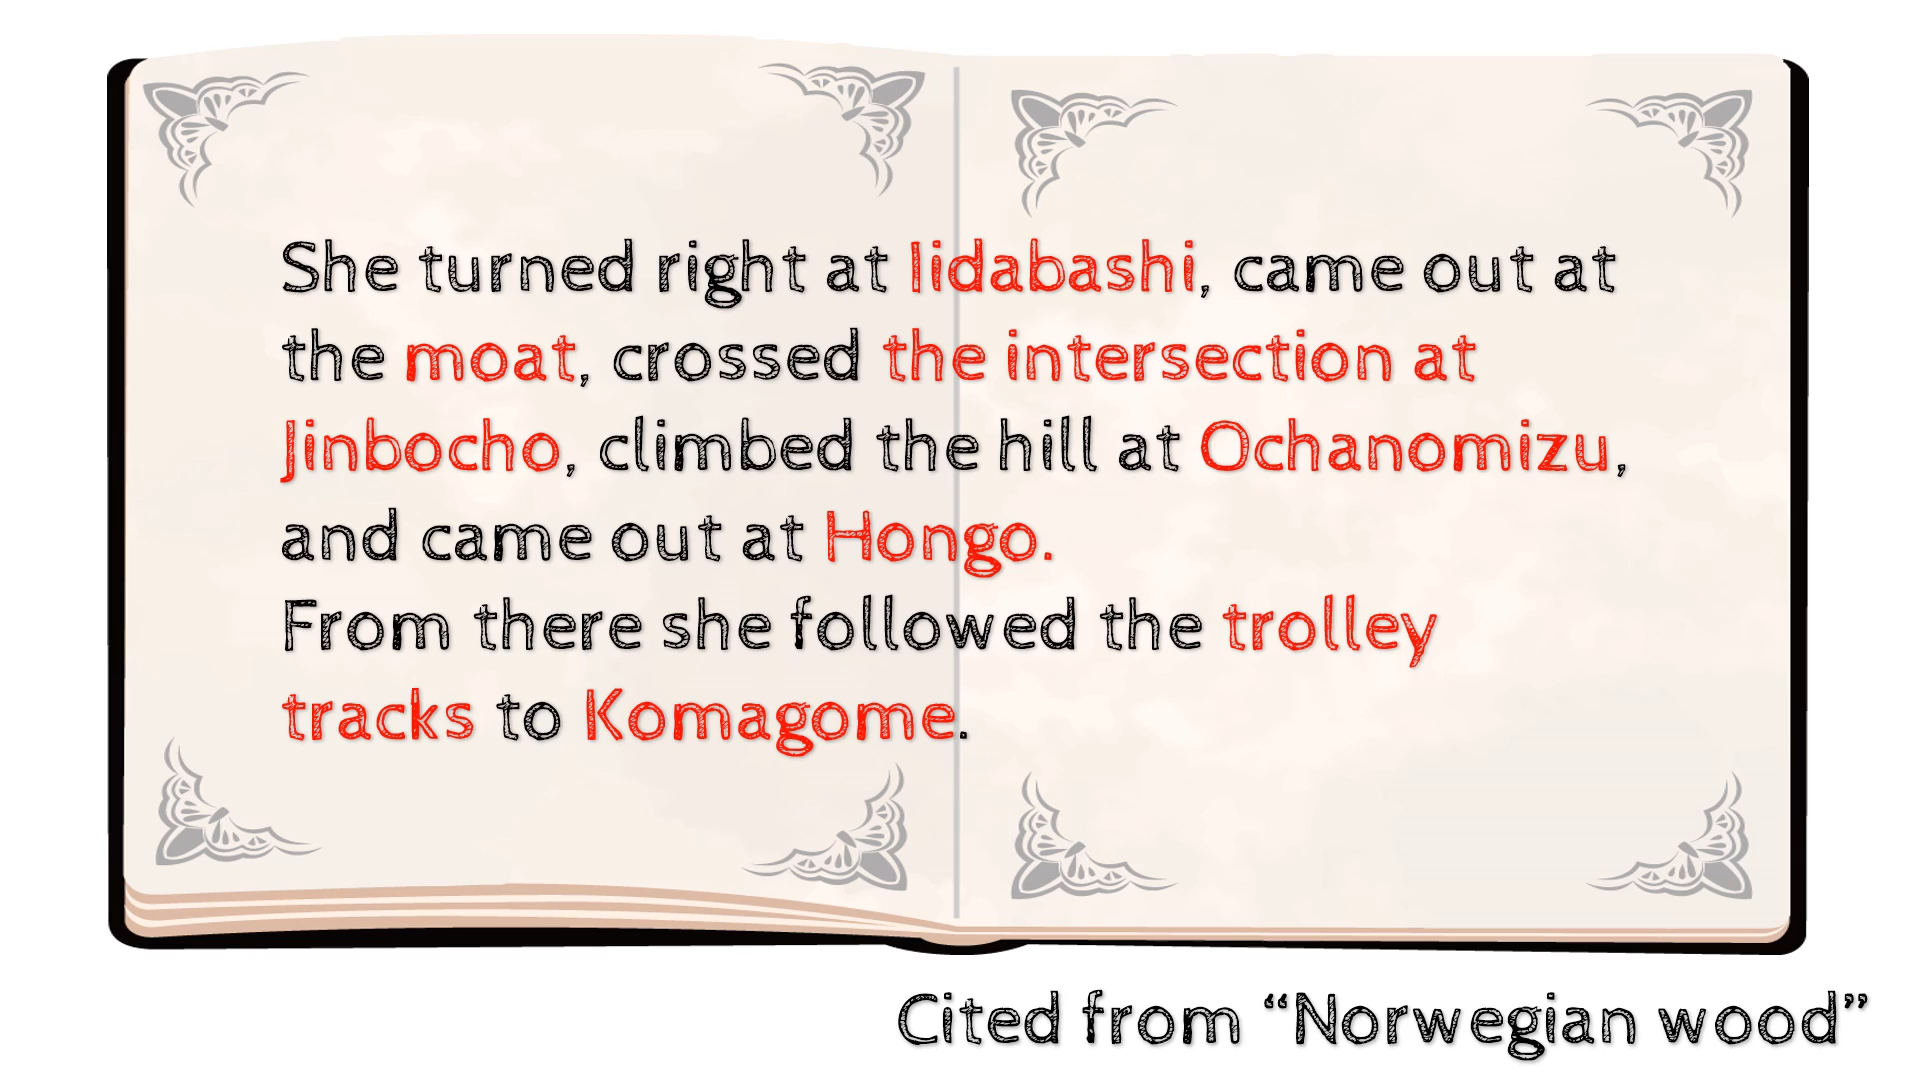 She turned right at Iidabashi, came out at
the moat, crossed the intersection at
Jinbocho, climbed the hill at Ochanomizu,
and came out at Hongo.
From there she followed the trolley
tracks to Komagome.
Cited from “Norwegian wood”